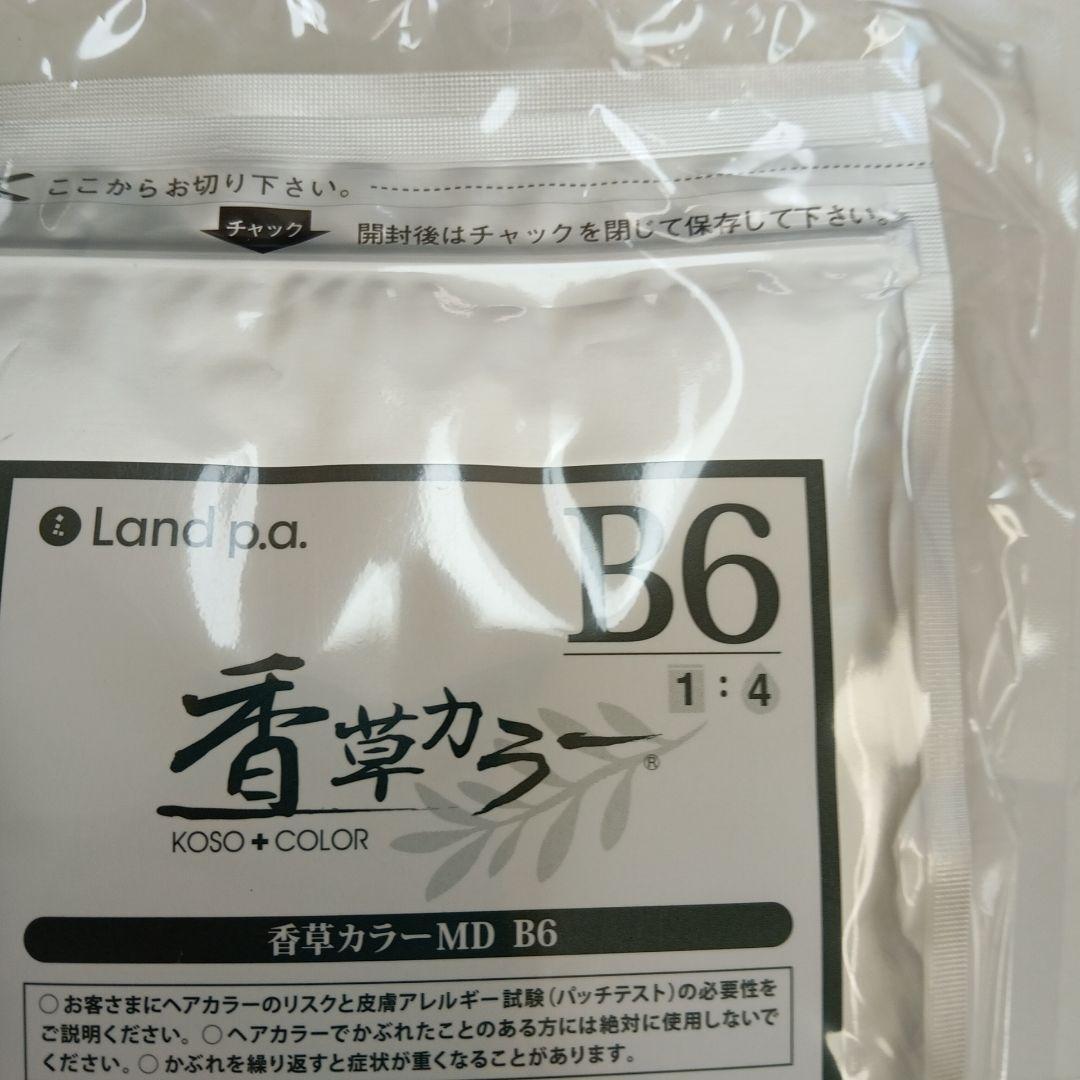 ここからお切り下さい。
チャック 開封後はチャックを閉じて保存して下さい。
Land p.a.
B6
1:4
香草カラー®
KOSO+COLOR
香草カラーMD B6
○お客さまにヘアカラーのリスクと皮膚アレルギー試験（パッチテスト）の必要性を
ご説明ください。○ヘアカラーでかぶれたことのある方には絶対に使用しないで
ください。○かぶれを繰り返すと症状が重くなることがあります。